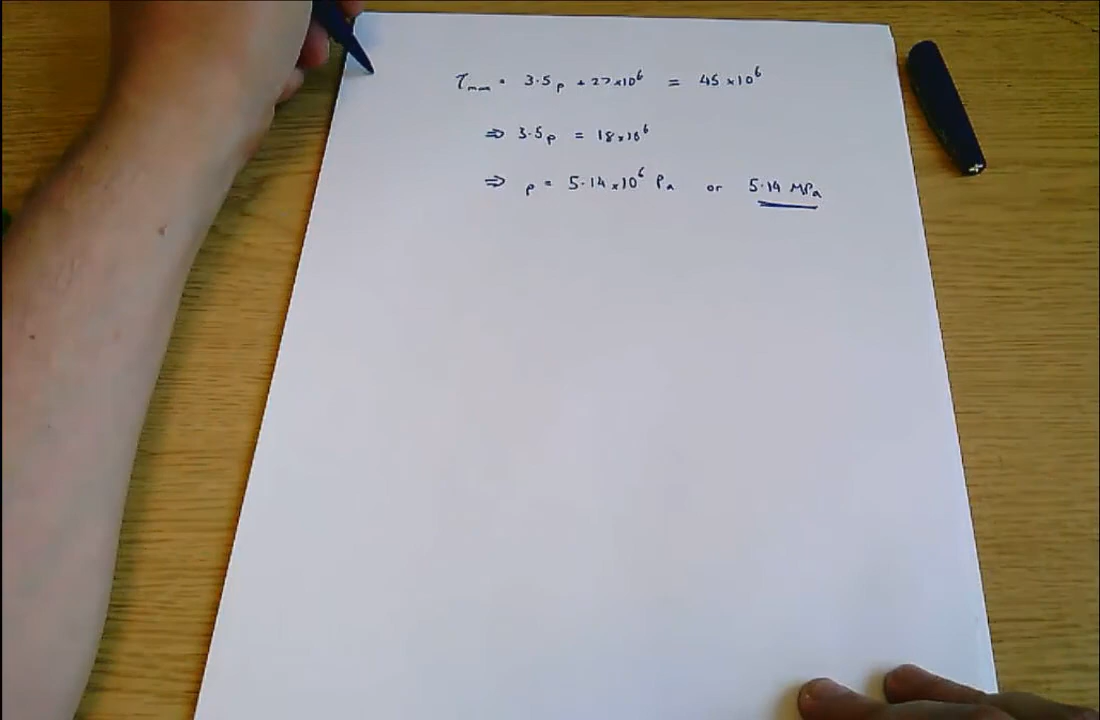 τmax = 3.5p + 27×10⁶ = 45×10⁶
⇒ 3.5p = 18×10⁶
⇒ p = 5.14×10⁶ Pa or 5.14 MPa